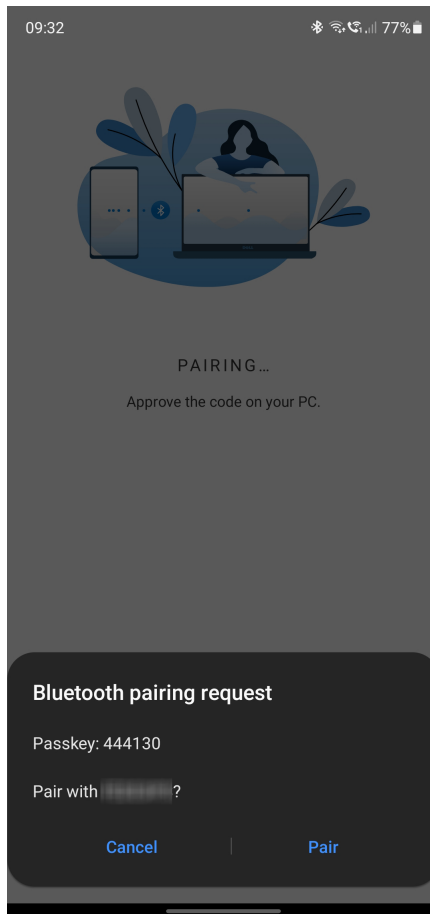 09:32 77%
PAIRING...
Approve the code on your PC.
Bluetooth pairing request
Passkey: 444130
Pair with ?
Cancel Pair